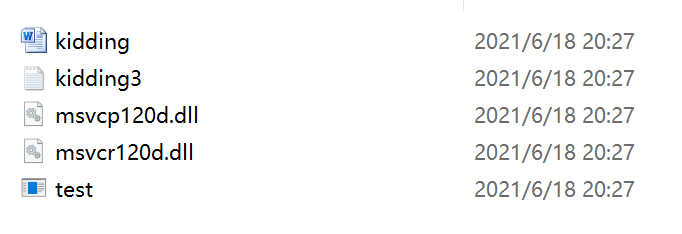 kidding 2021/6/18 20:27
kidding3 2021/6/18 20:27
msvcp120d.dll 2021/6/18 20:27
msvcr120d.dll 2021/6/18 20:27
test 2021/6/18 20:27